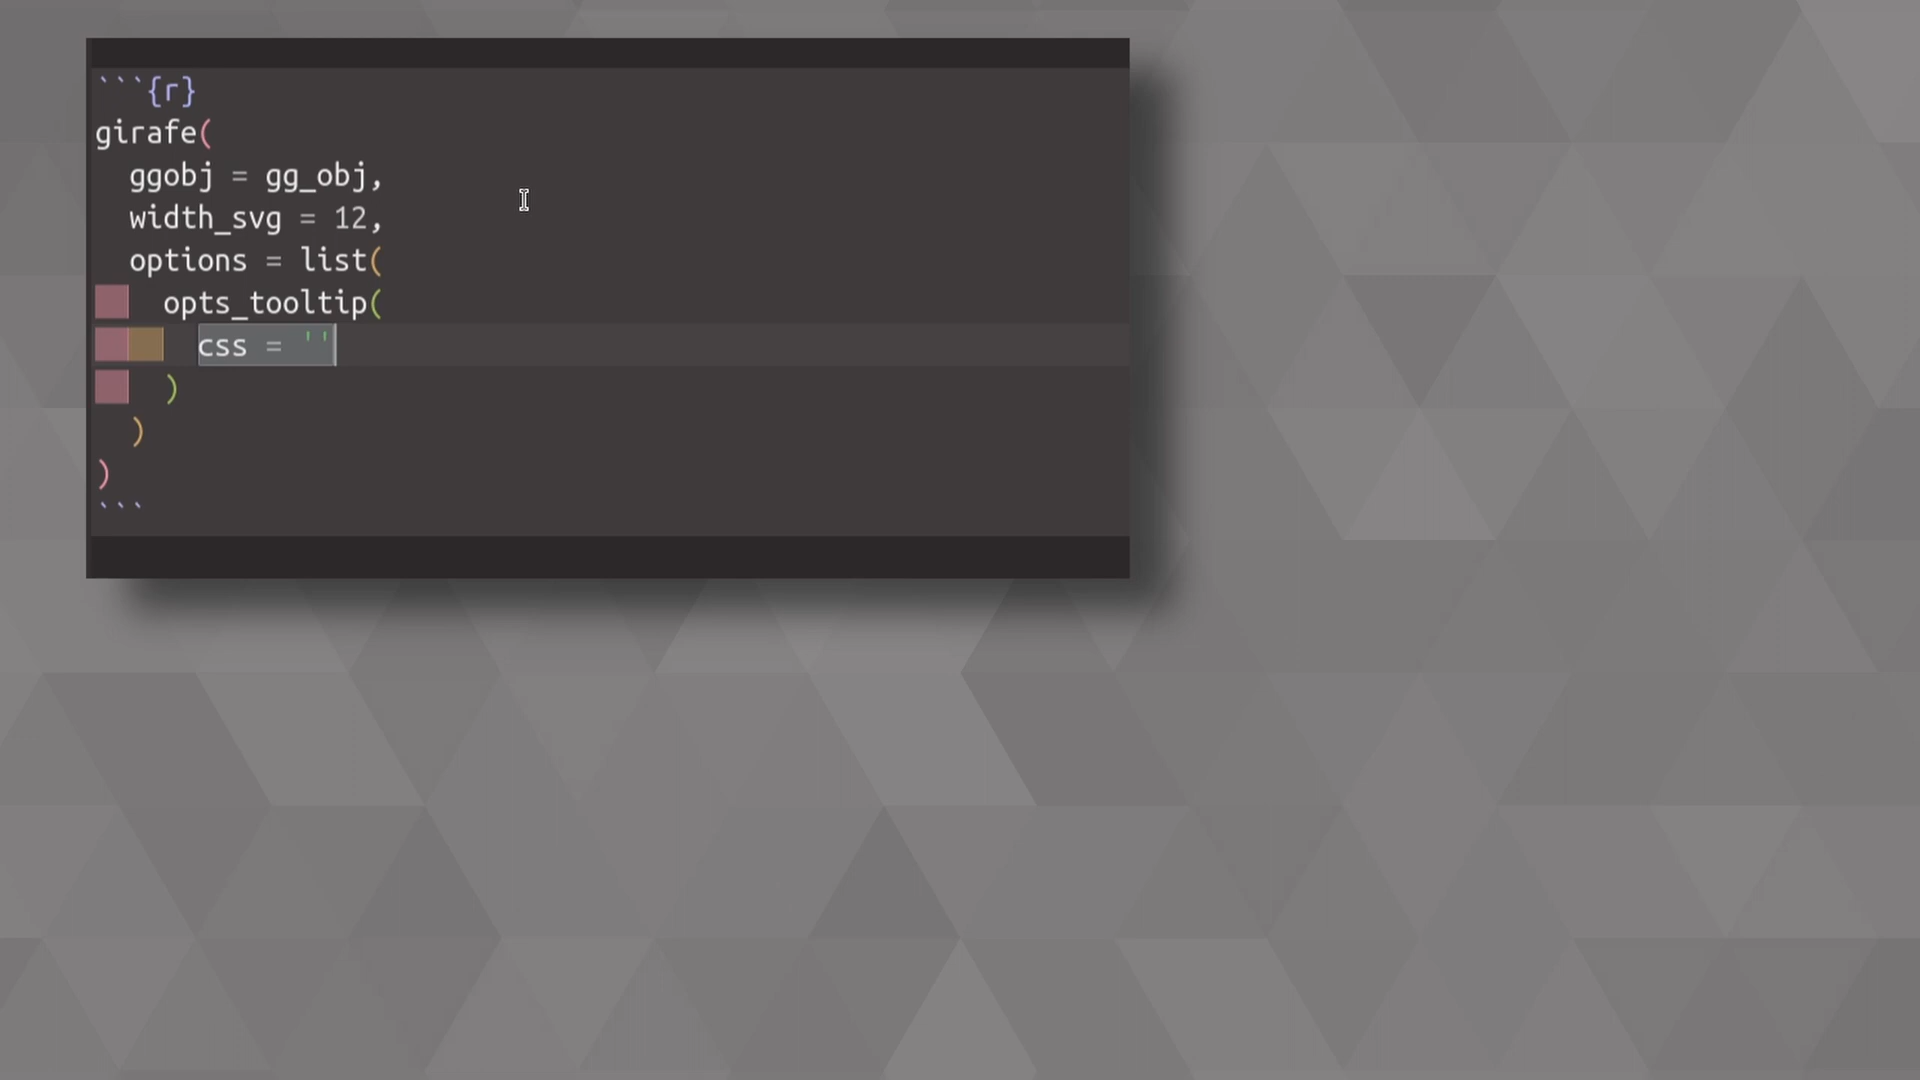 ```{r}
girafe(
  ggobj = gg_obj,
  width_svg = 12,
  options = list(
    opts_tooltip(
      css = ''
    )
  )
)
```